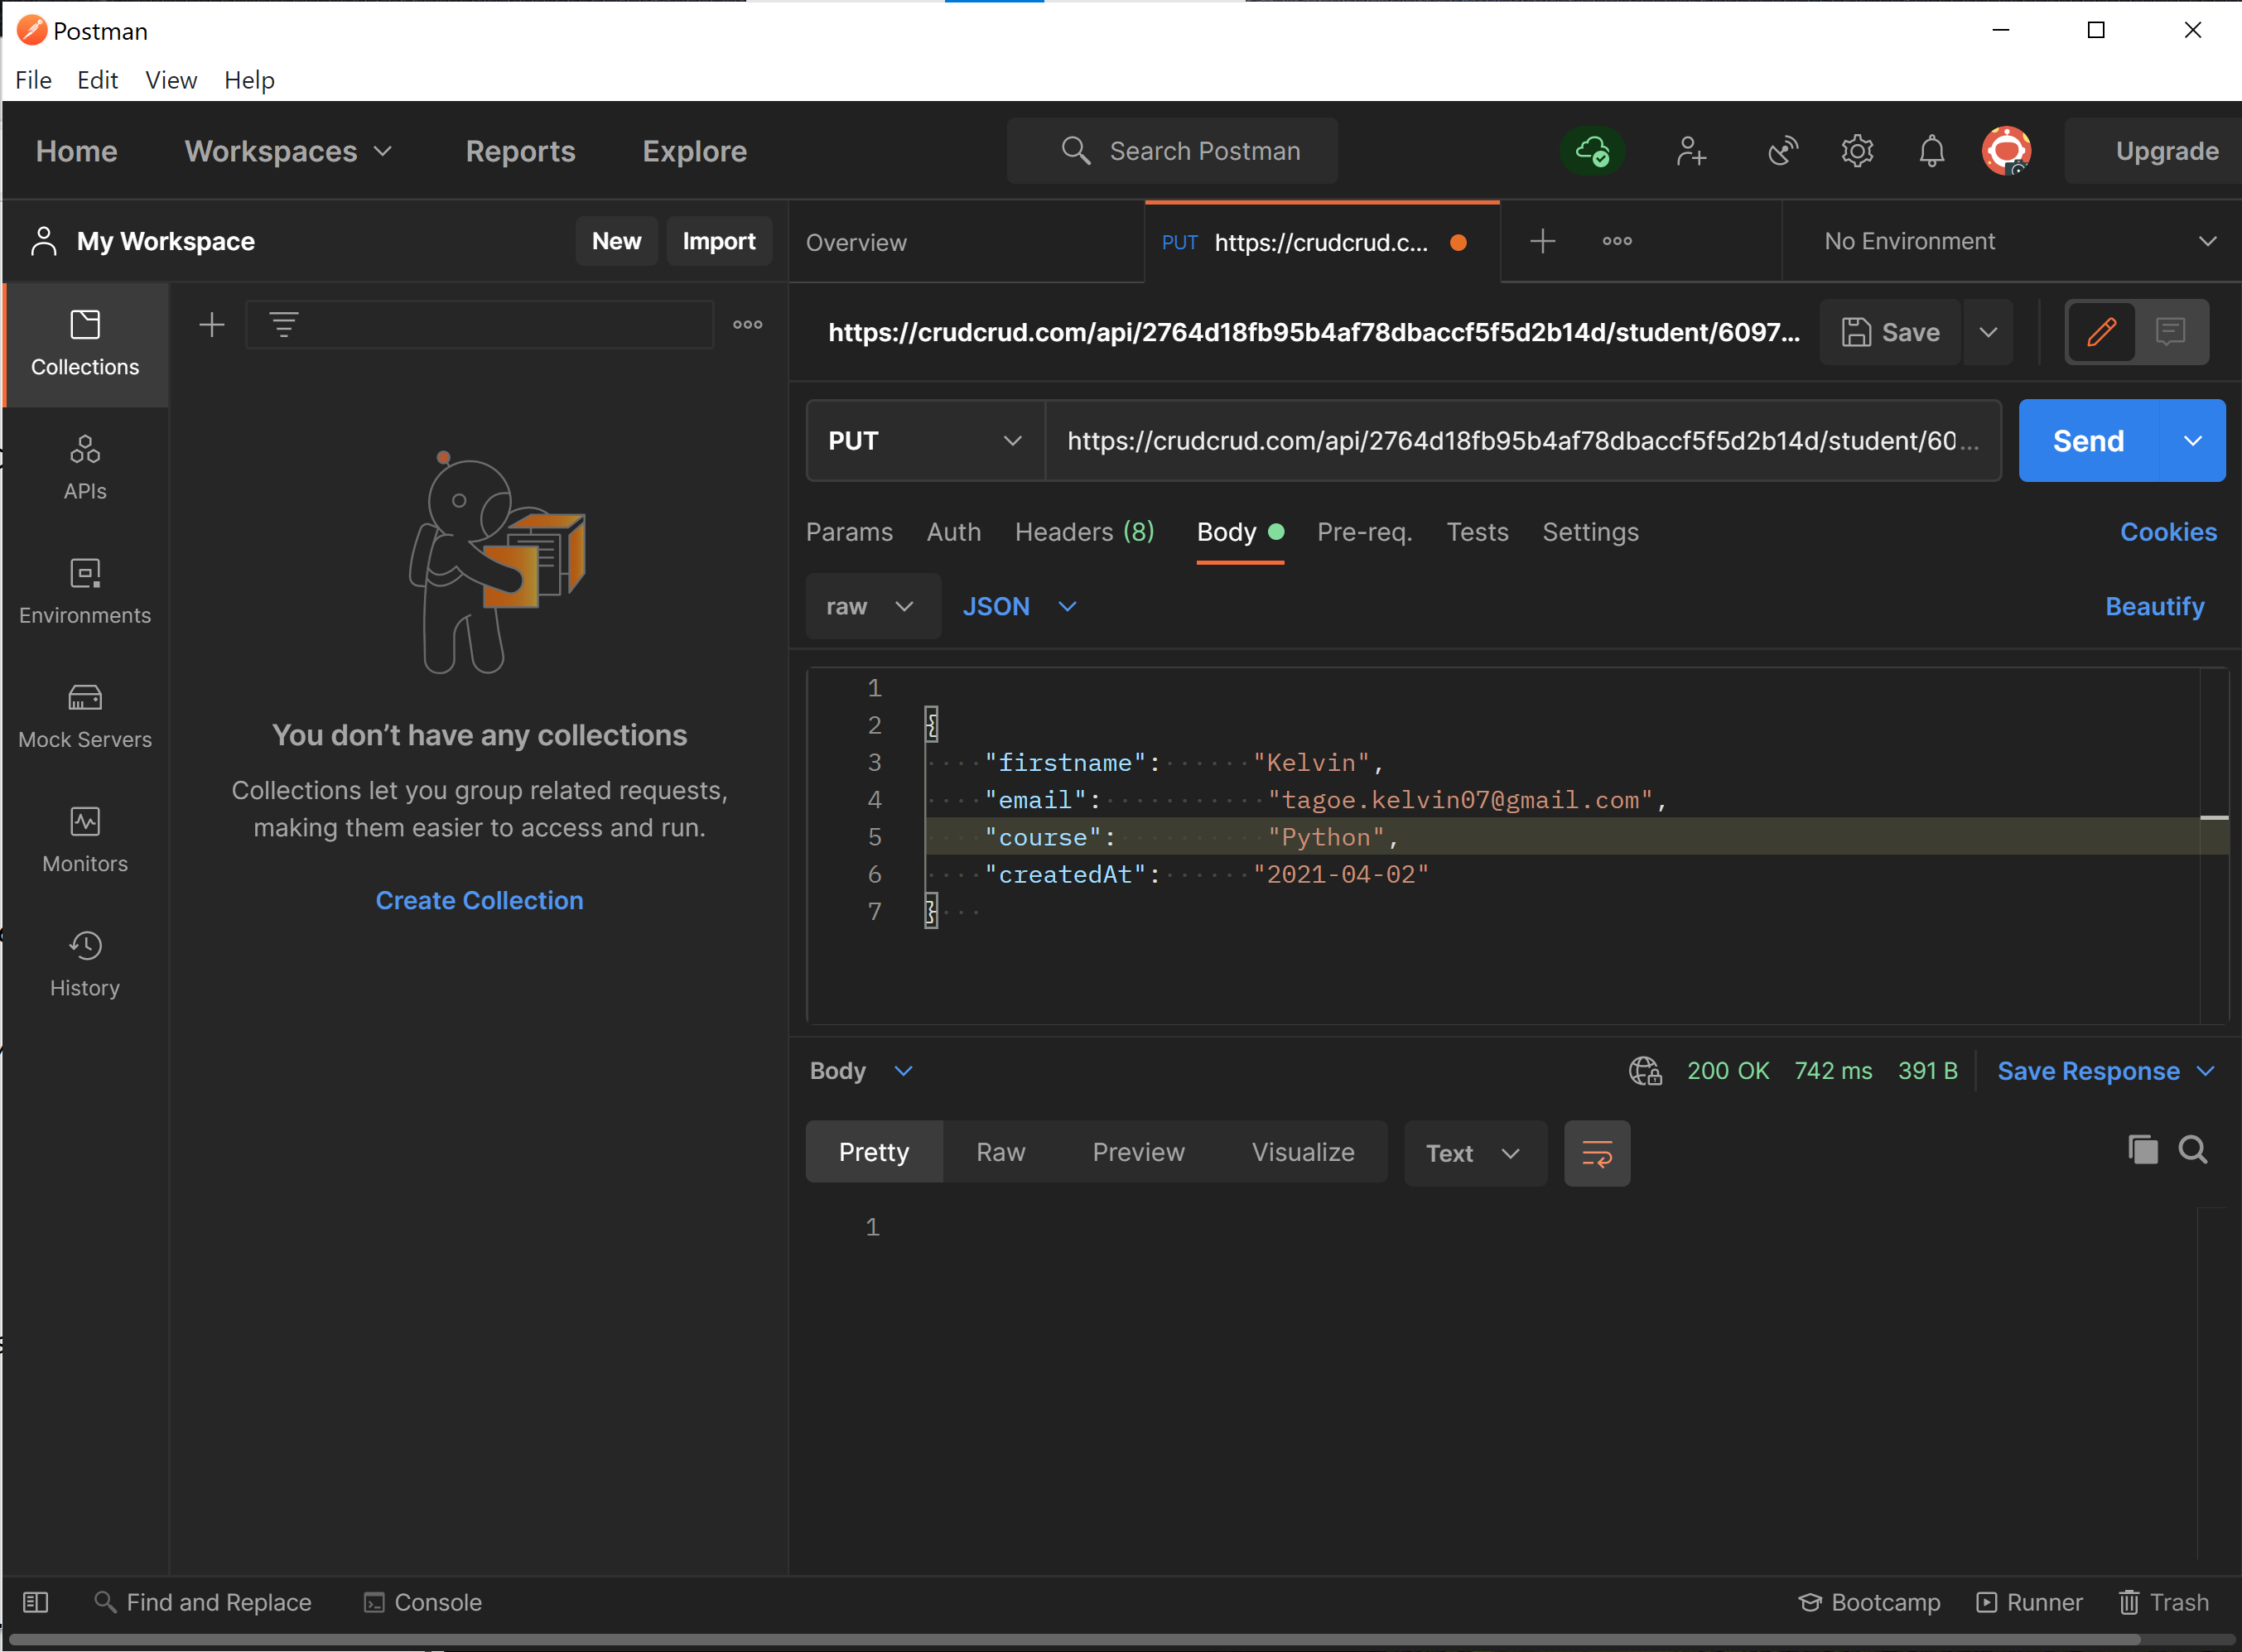 Postman
File Edit View Help
Home Workspaces Reports Explore Search Postman Upgrade
My Workspace New Import
Overview PUT https://crudcrud.c... No Environment
Collections
APIs
Environments
Mock Servers
Monitors
History
You don’t have any collections
Collections let you group related requests,
making them easier to access and run.
Create Collection
https://crudcrud.com/api/2764d18fb95b4af78dbaccf5f5d2b14d/student/6097... Save
PUT https://crudcrud.com/api/2764d18fb95b4af78dbaccf5f5d2b14d/student/60... Send
Params Auth Headers (8) Body Pre-req. Tests Settings Cookies
raw JSON Beautify
1
2 {
3 "firstname": "Kelvin",
4 "email": "tagoe.kelvin07@gmail.com",
5 "course": "Python",
6 "createdAt": "2021-04-02"
7 }
Body 200 OK 742 ms 391 B Save Response
Pretty Raw Preview Visualize Text
1
Find and Replace Console Bootcamp Runner Trash